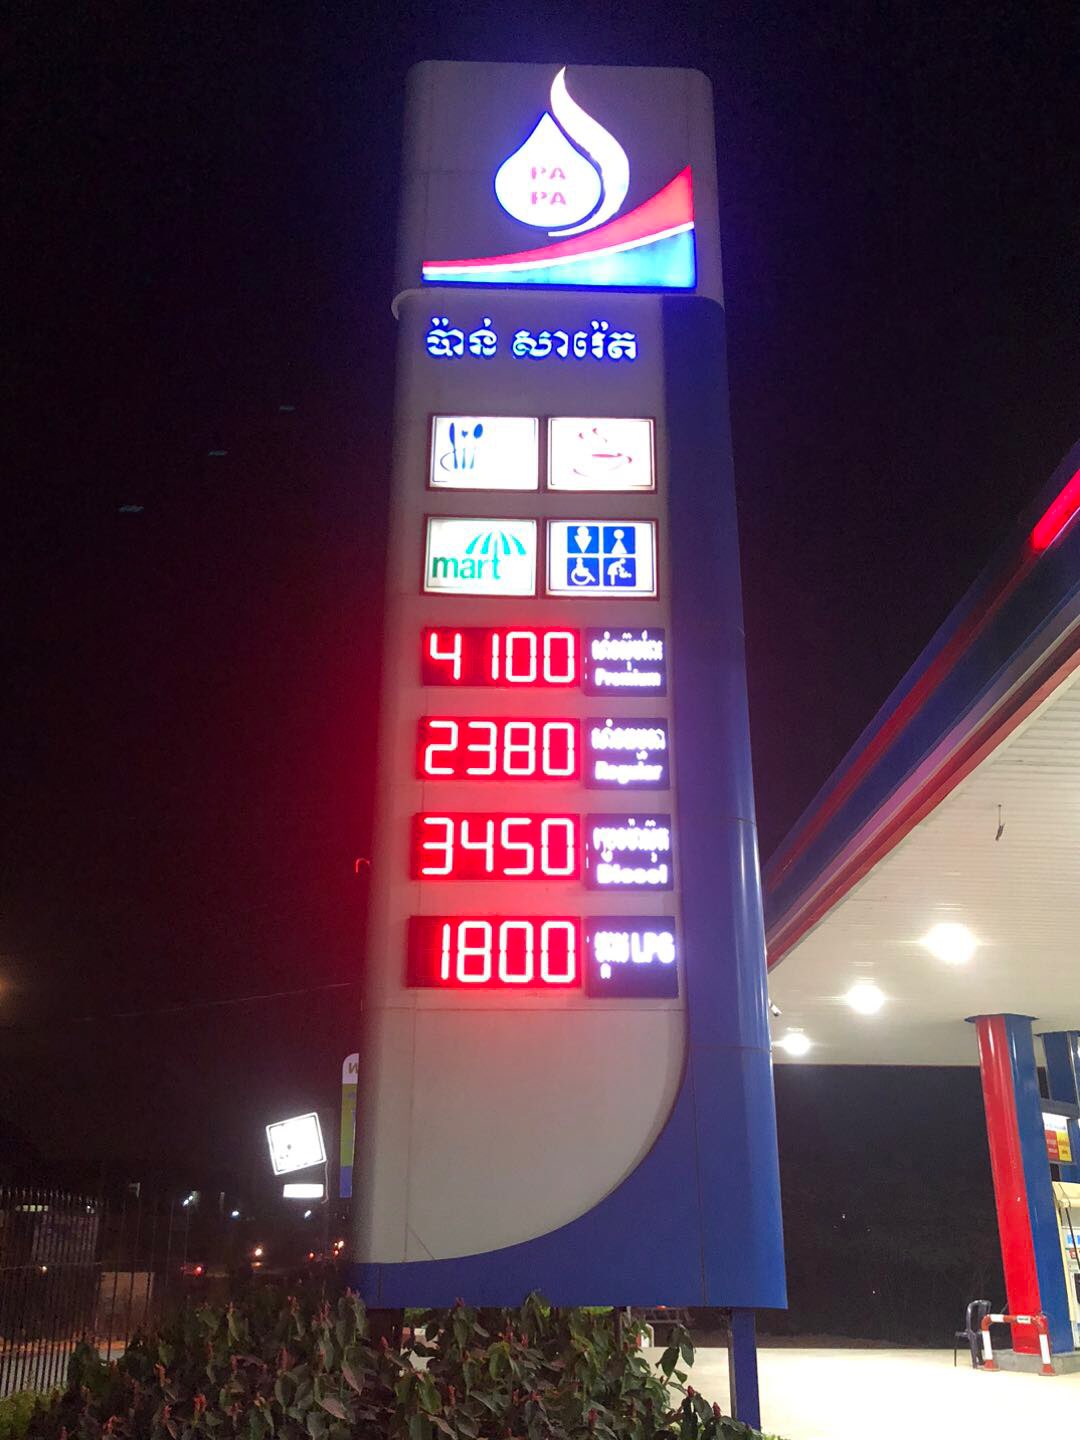 PA
PA
ប៉ាន់ សារ៉េត
mart
4100
Premium
2380
Regular
3450
Diesel
1800
LPG